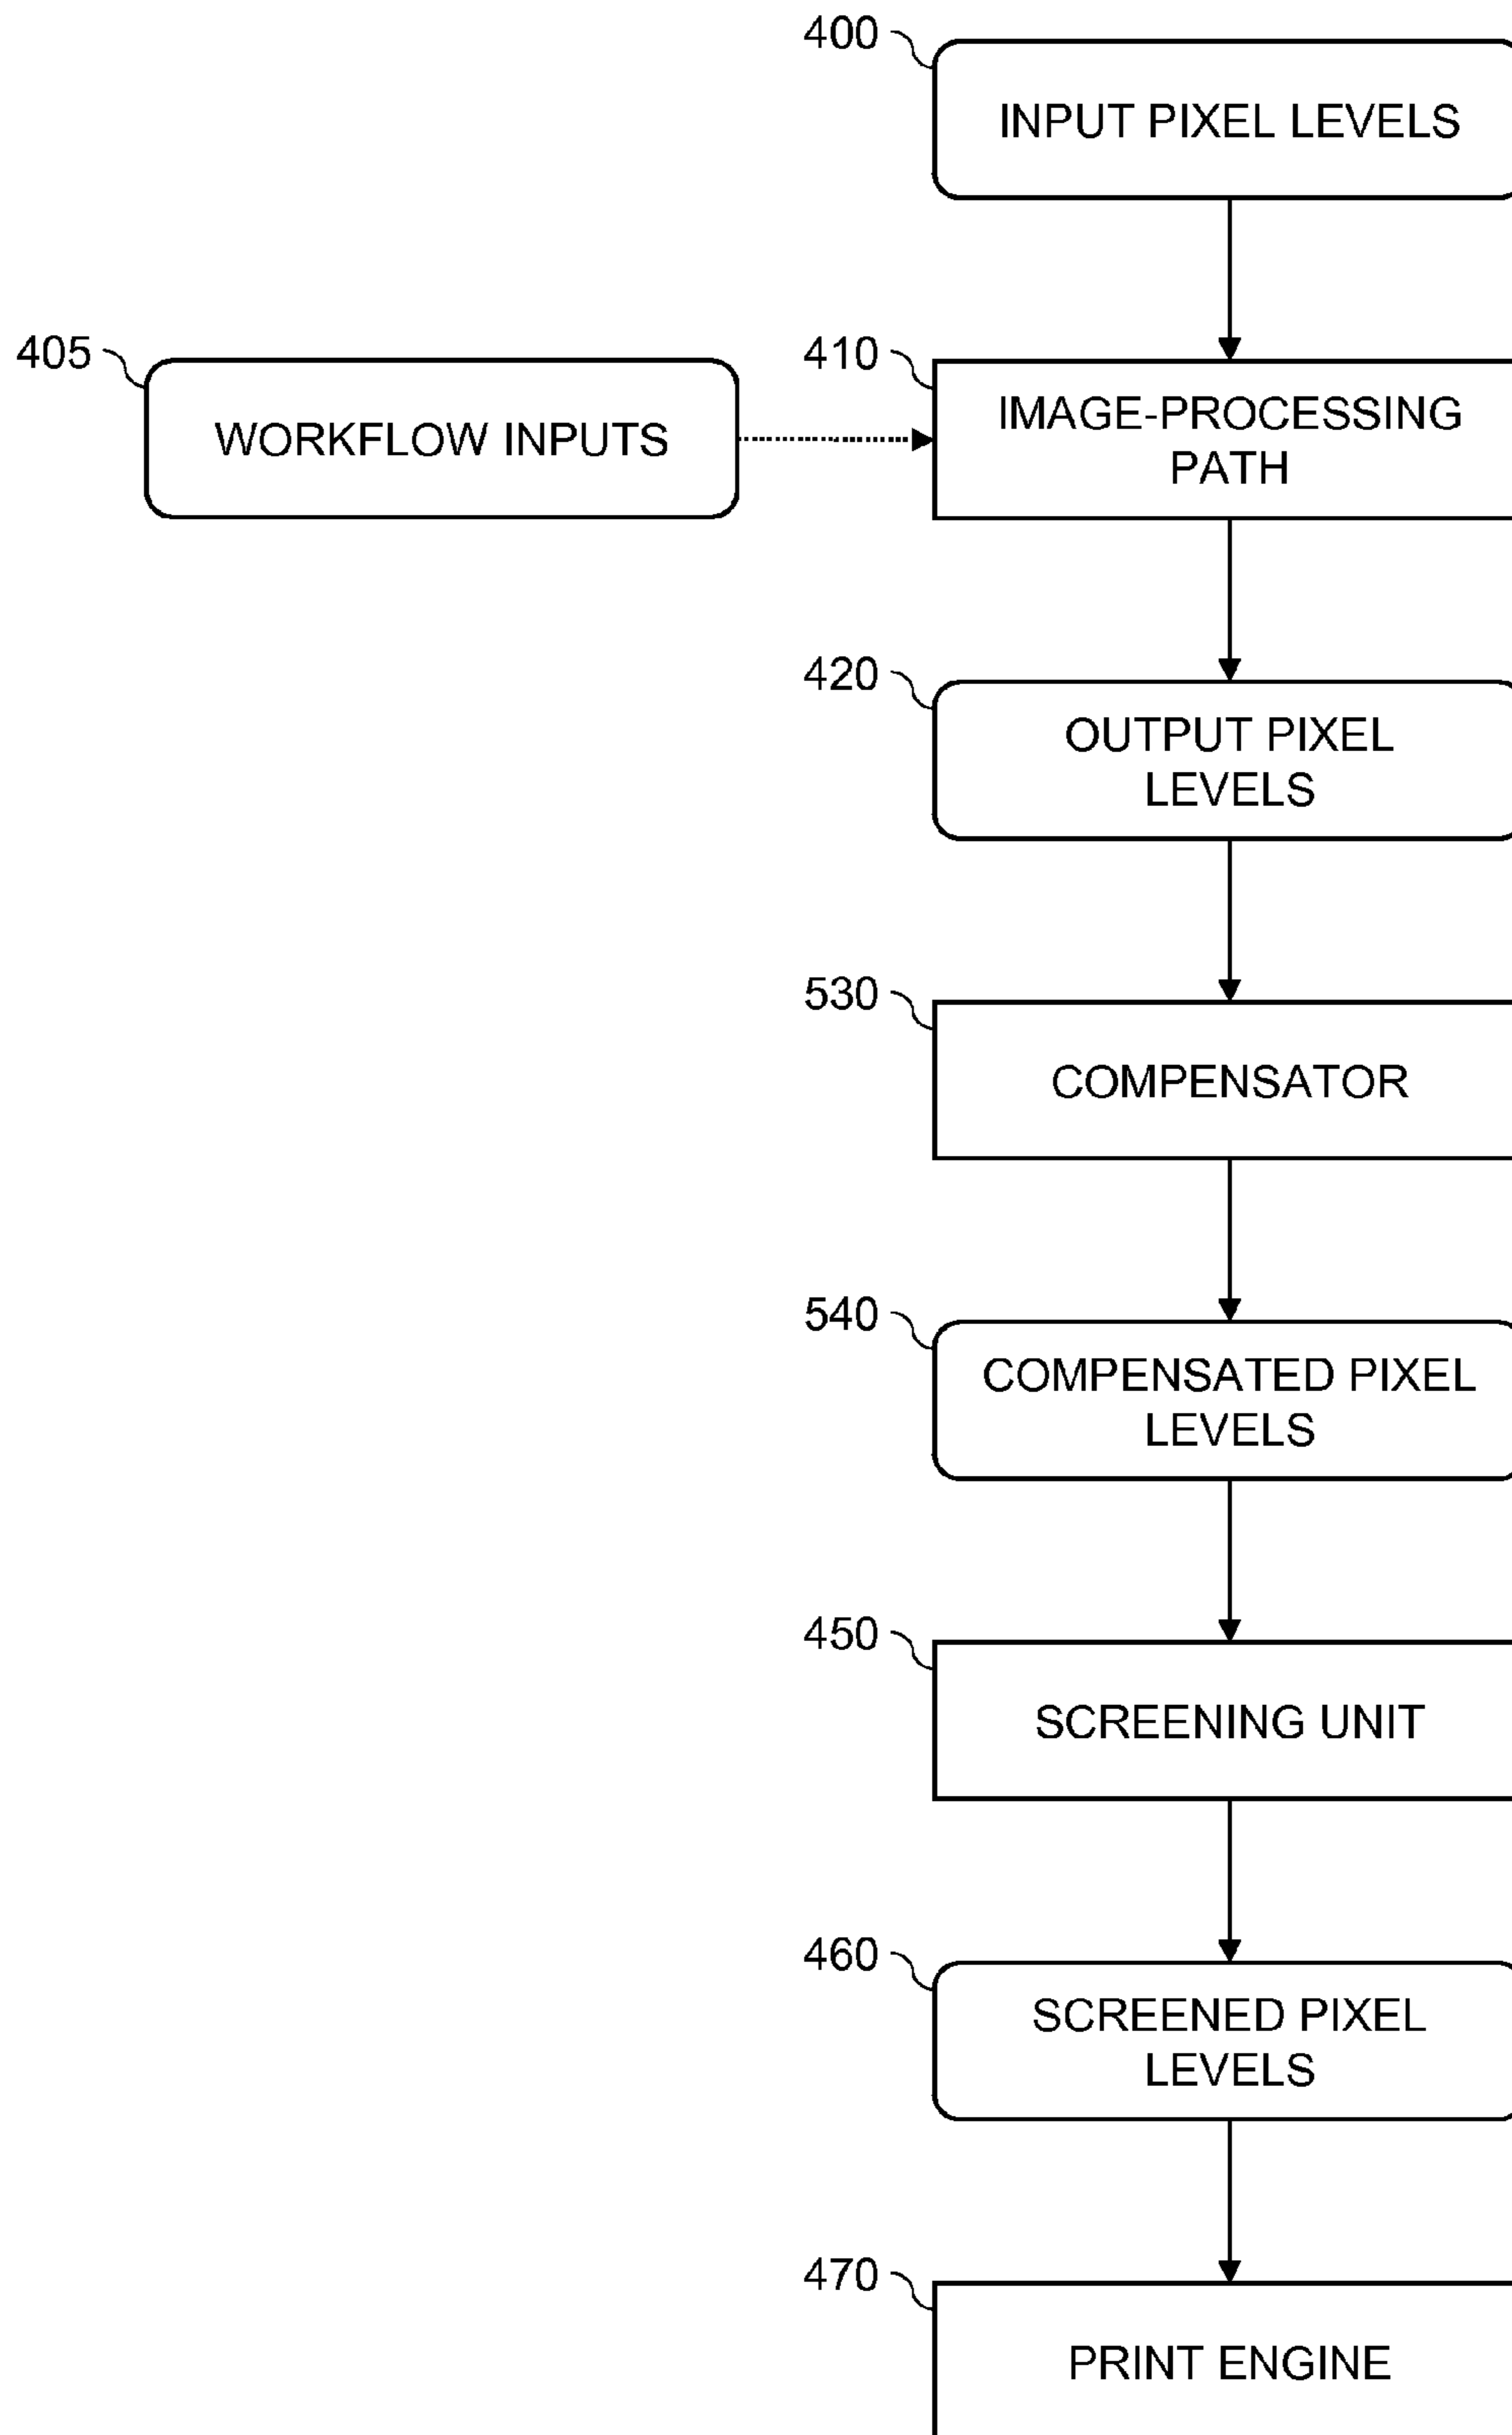 400
INPUT PIXEL LEVELS
405
WORKFLOW INPUTS
410
IMAGE-PROCESSING
PATH
420
OUTPUT PIXEL
LEVELS
530
COMPENSATOR
540
COMPENSATED PIXEL
LEVELS
450
SCREENING UNIT
460
SCREENED PIXEL
LEVELS
470
PRINT ENGINE